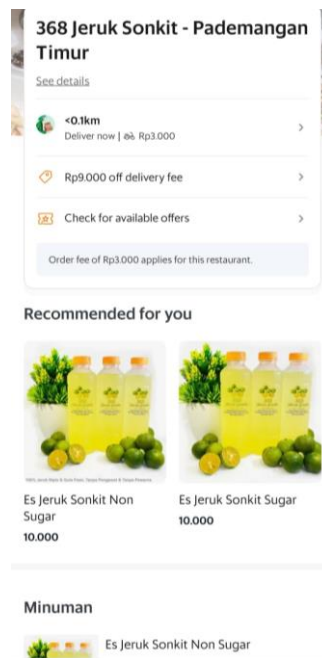 368 Jeruk Sonkit - Pademangan
Timur
See details
<0.1km
Deliver now | Rp3.000
Rp9.000 off delivery fee
Check for available offers
Order fee of Rp3.000 applies for this restaurant.
Recommended for you
Es Jeruk Sonkit Non
Sugar
10.000
Es Jeruk Sonkit Sugar
10.000
Minuman
Es Jeruk Sonkit Non Sugar